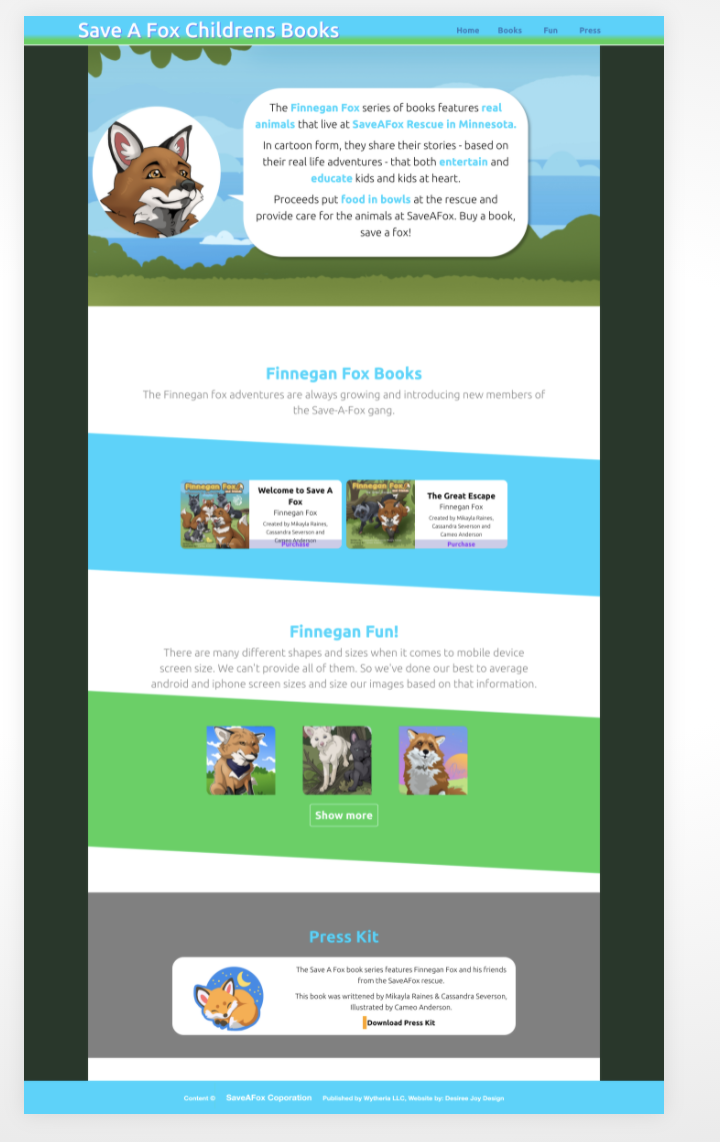 Save A Fox Childrens Books
Home Books Fun Press
The Finnegan Fox series of books features real
animals that live at SaveAFox Rescue in Minnesota.
In cartoon form, they share their stories - based on
their real life adventures - that both entertain and
educate kids and kids at heart.
Proceeds put food in bowls at the rescue and
provide care for the animals at SaveAFox. Buy a book,
save a fox!
Finnegan Fox Books
The Finnegan fox adventures are always growing and introducing new members of
the Save-A-Fox gang.
Finnegan Fox
Welcome to Save A
Fox
Finnegan Fox
Created by Mikayla Raines,
Cassandra Severson and
Cameo Anderson
Purchase
Finnegan Fox
The Great Escape
Finnegan Fox
Created by Mikayla Raines,
Cassandra Severson and
Cameo Anderson
Purchase
Finnegan Fun!
There are many different shapes and sizes when it comes to mobile device
screen size. We can't provide all of them. So we've done our best to average
android and iphone screen sizes and size our images based on that information.
Show more
Press Kit
The Save A Fox book series features Finnegan Fox and his friends
from the SaveAFox rescue.
This book was writtened by Mikayla Raines & Cassandra Severson,
Illustrated by Cameo Anderson.
Download Press Kit
Content © SaveAFox Coporation Published by Wytheria LLC, Website by: Desiree Joy Design